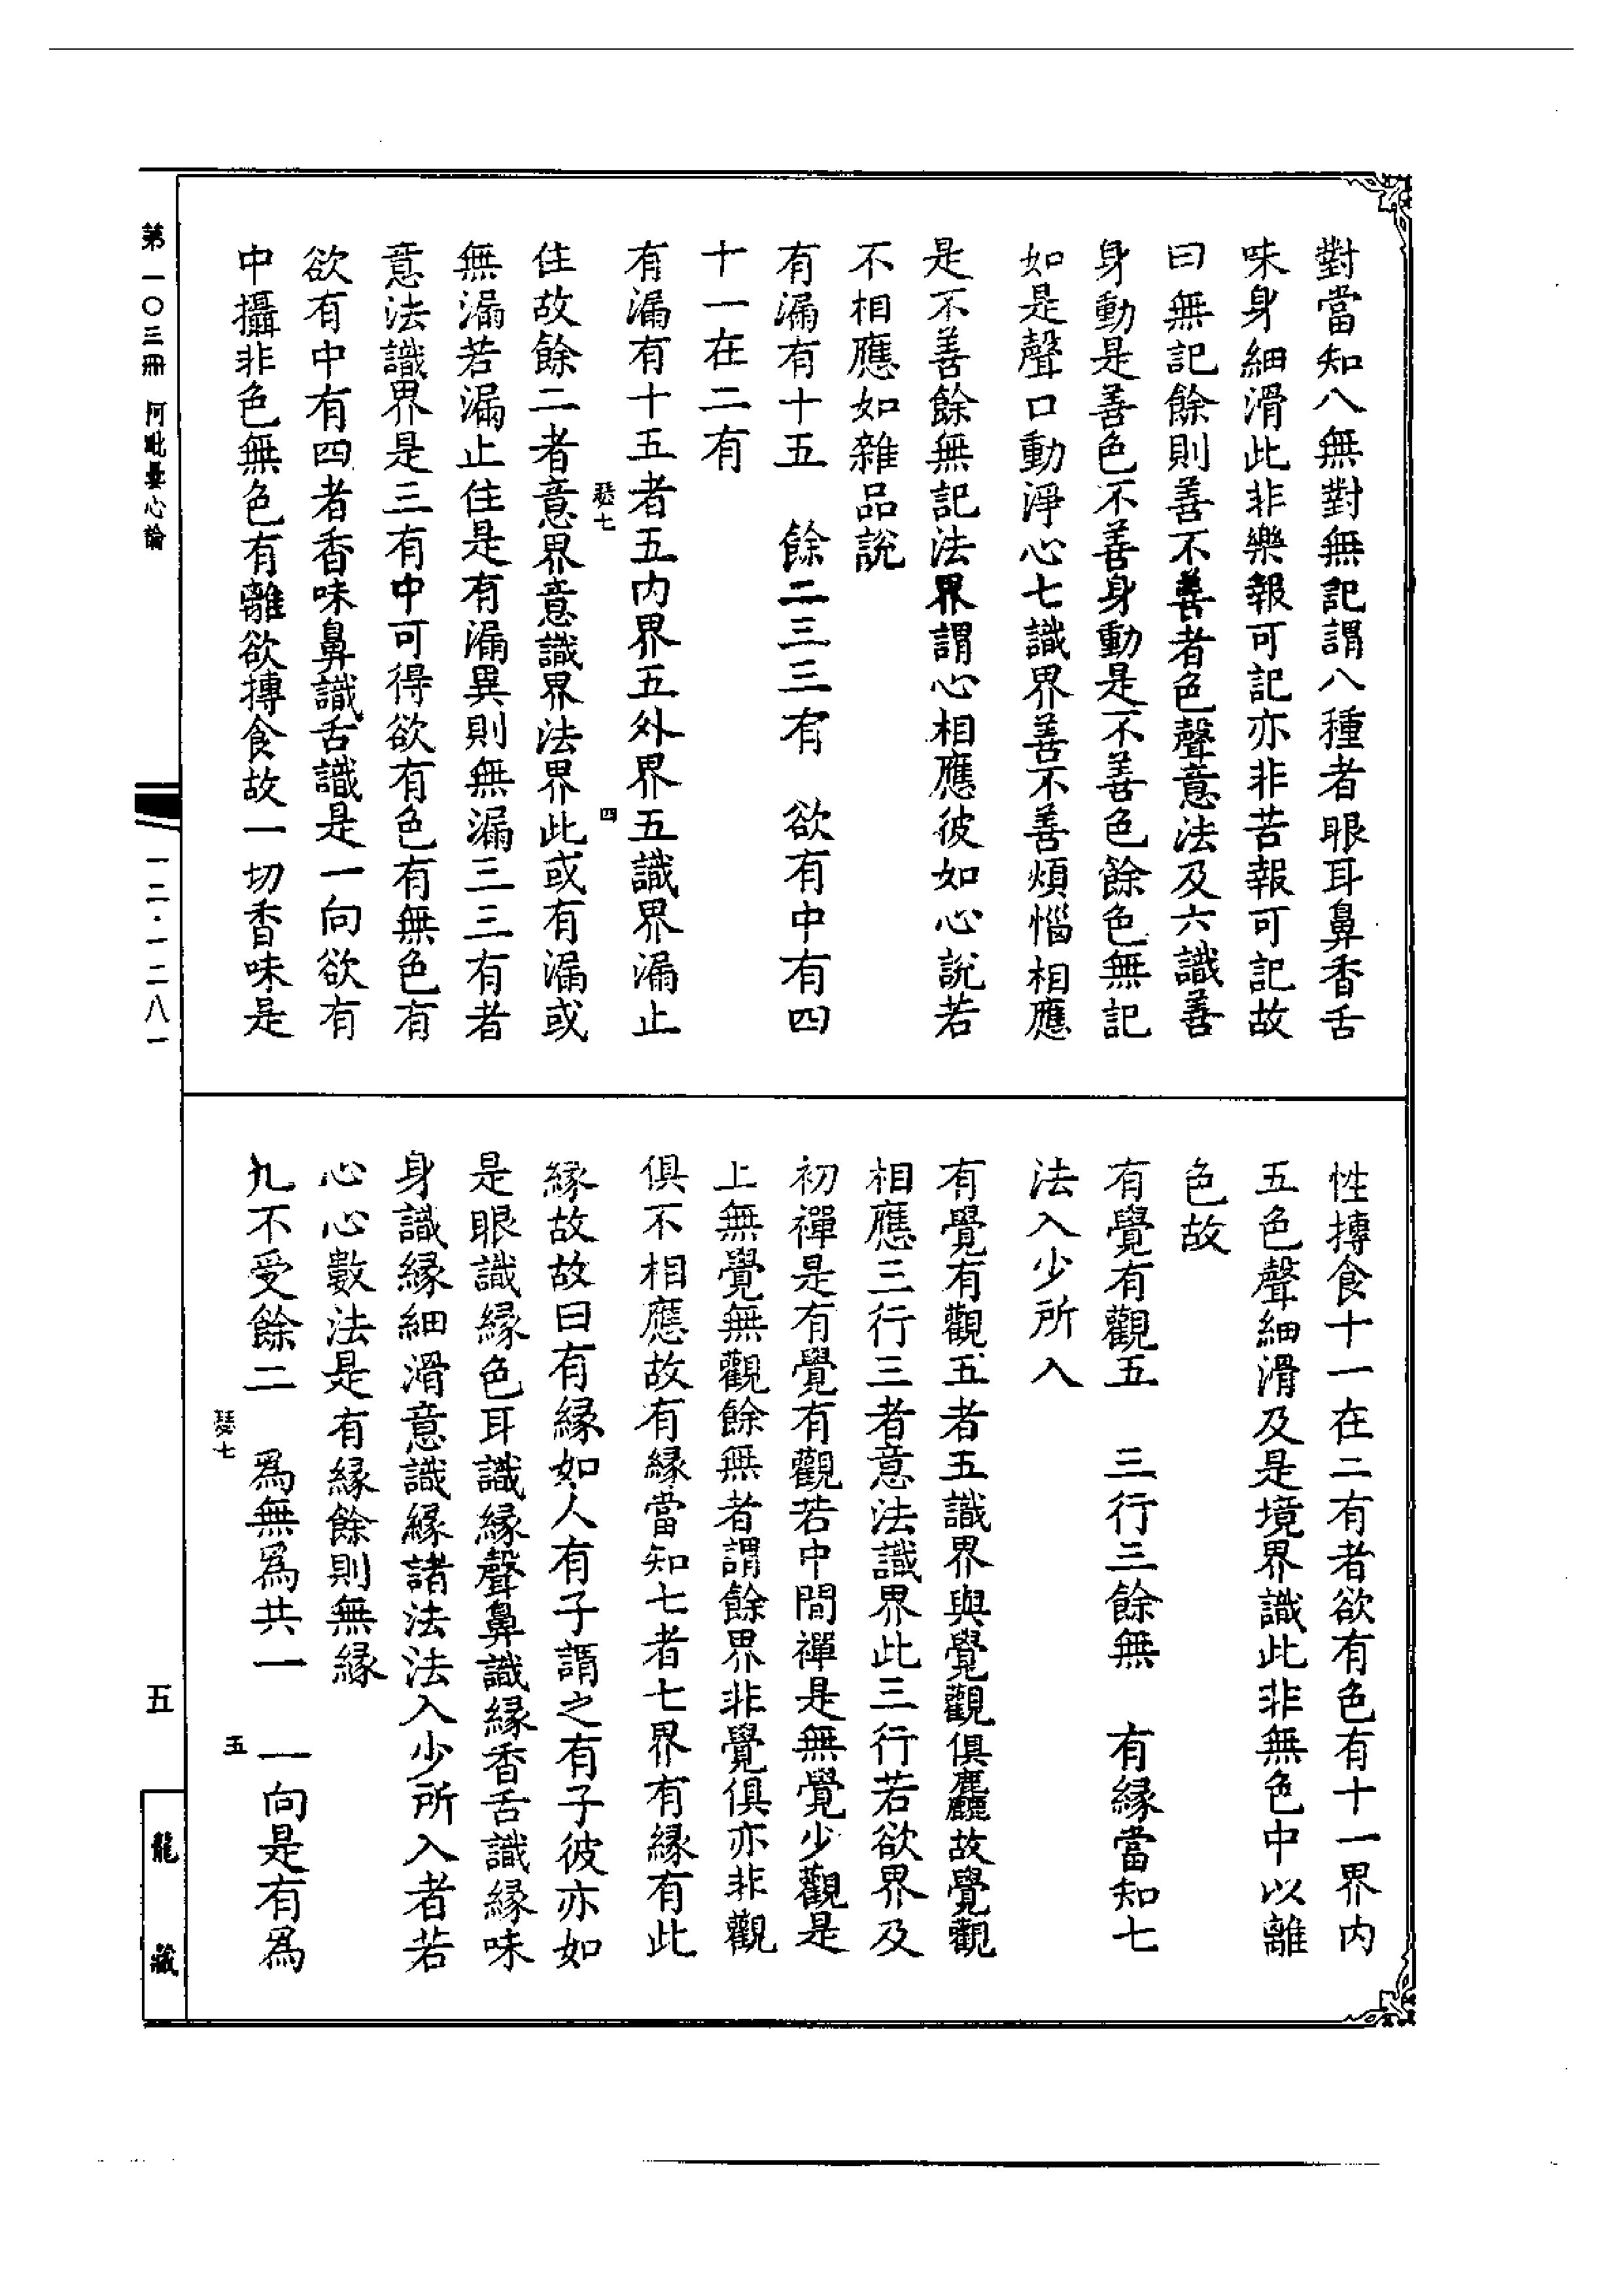 對當知八無對無記謂八種者眼耳鼻香舌
味身細滑此非樂報可記亦非苦報可記故
曰無記餘則善不善者色聲意法及六識善
身動是善色不善身動是不善色餘色無記
如是聲口動淨心七識界善不善煩惱相應
是不善餘無記法界謂心相應彼如心說若
不相應如雜品說
有漏有十五　餘二三三有　欲有中有四
十一在二有
有漏有十五者五內界五外界五識界漏止
瑟七　四
住故餘二者意界意識界法界此或有漏或
無漏若漏止住是有漏異則無漏三三有者
意法識界是三有中可得欲有色有無色有
欲有中有四者香味鼻識舌識是一向欲有
中攝非色無色有離欲摶食故一切香味是
性摶食十一在二有者欲有色有十一界內
五色聲細滑及是境界識此非無色中以離
色故
有覺有觀五　三行三餘無　有緣當知七
法入少所入
有覺有觀五者五識界與覺觀俱麤故覺觀
相應三行三者意法識界此三行若欲界及
初禪是有覺有觀若中間禪是無覺少觀是
上無覺無觀餘無者謂餘界非覺俱亦非觀
俱不相應故有緣當知七者七界有緣有此
緣故故曰有緣如人有子謂之有子彼亦如
是眼識緣色耳識緣聲鼻識緣香舌識緣味
身識緣細滑意識緣諸法法入少所入者若
心心數法是有緣餘則無緣
九不受餘二　為無為共一　一向是有為
瑟七　五
第一〇三冊　阿毗曇心論
一二·一二八一
五
龍藏